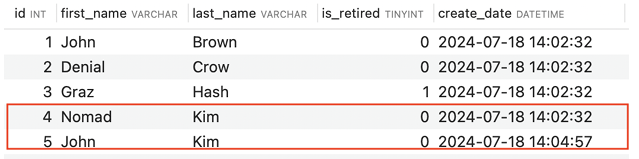 id INT first_name VARCHAR last_name VARCHAR is_retired TINYINT create_date DATETIME
1 John Brown 0 2024-07-18 14:02:32
2 Denial Crow 0 2024-07-18 14:02:32
3 Graz Hash 1 2024-07-18 14:02:32
4 Nomad Kim 0 2024-07-18 14:02:32
5 John Kim 0 2024-07-18 14:04:57